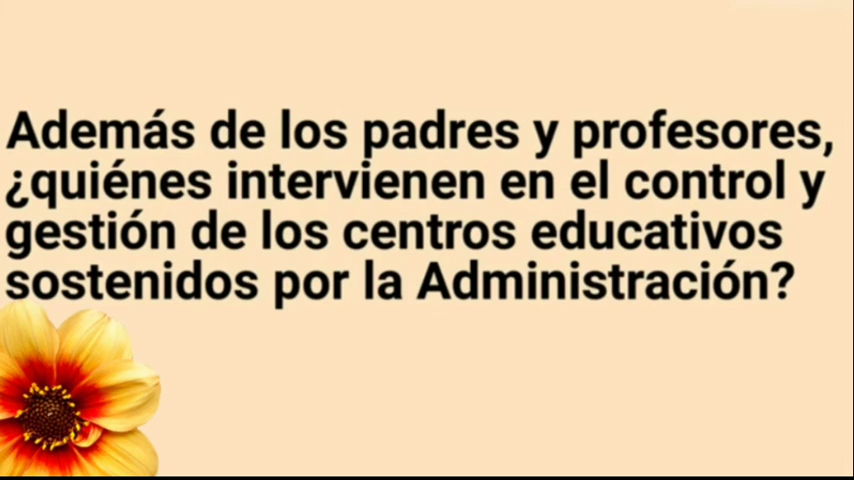 Además de los padres y profesores,
¿quiénes intervienen en el control y
gestión de los centros educativos
sostenidos por la Administración?